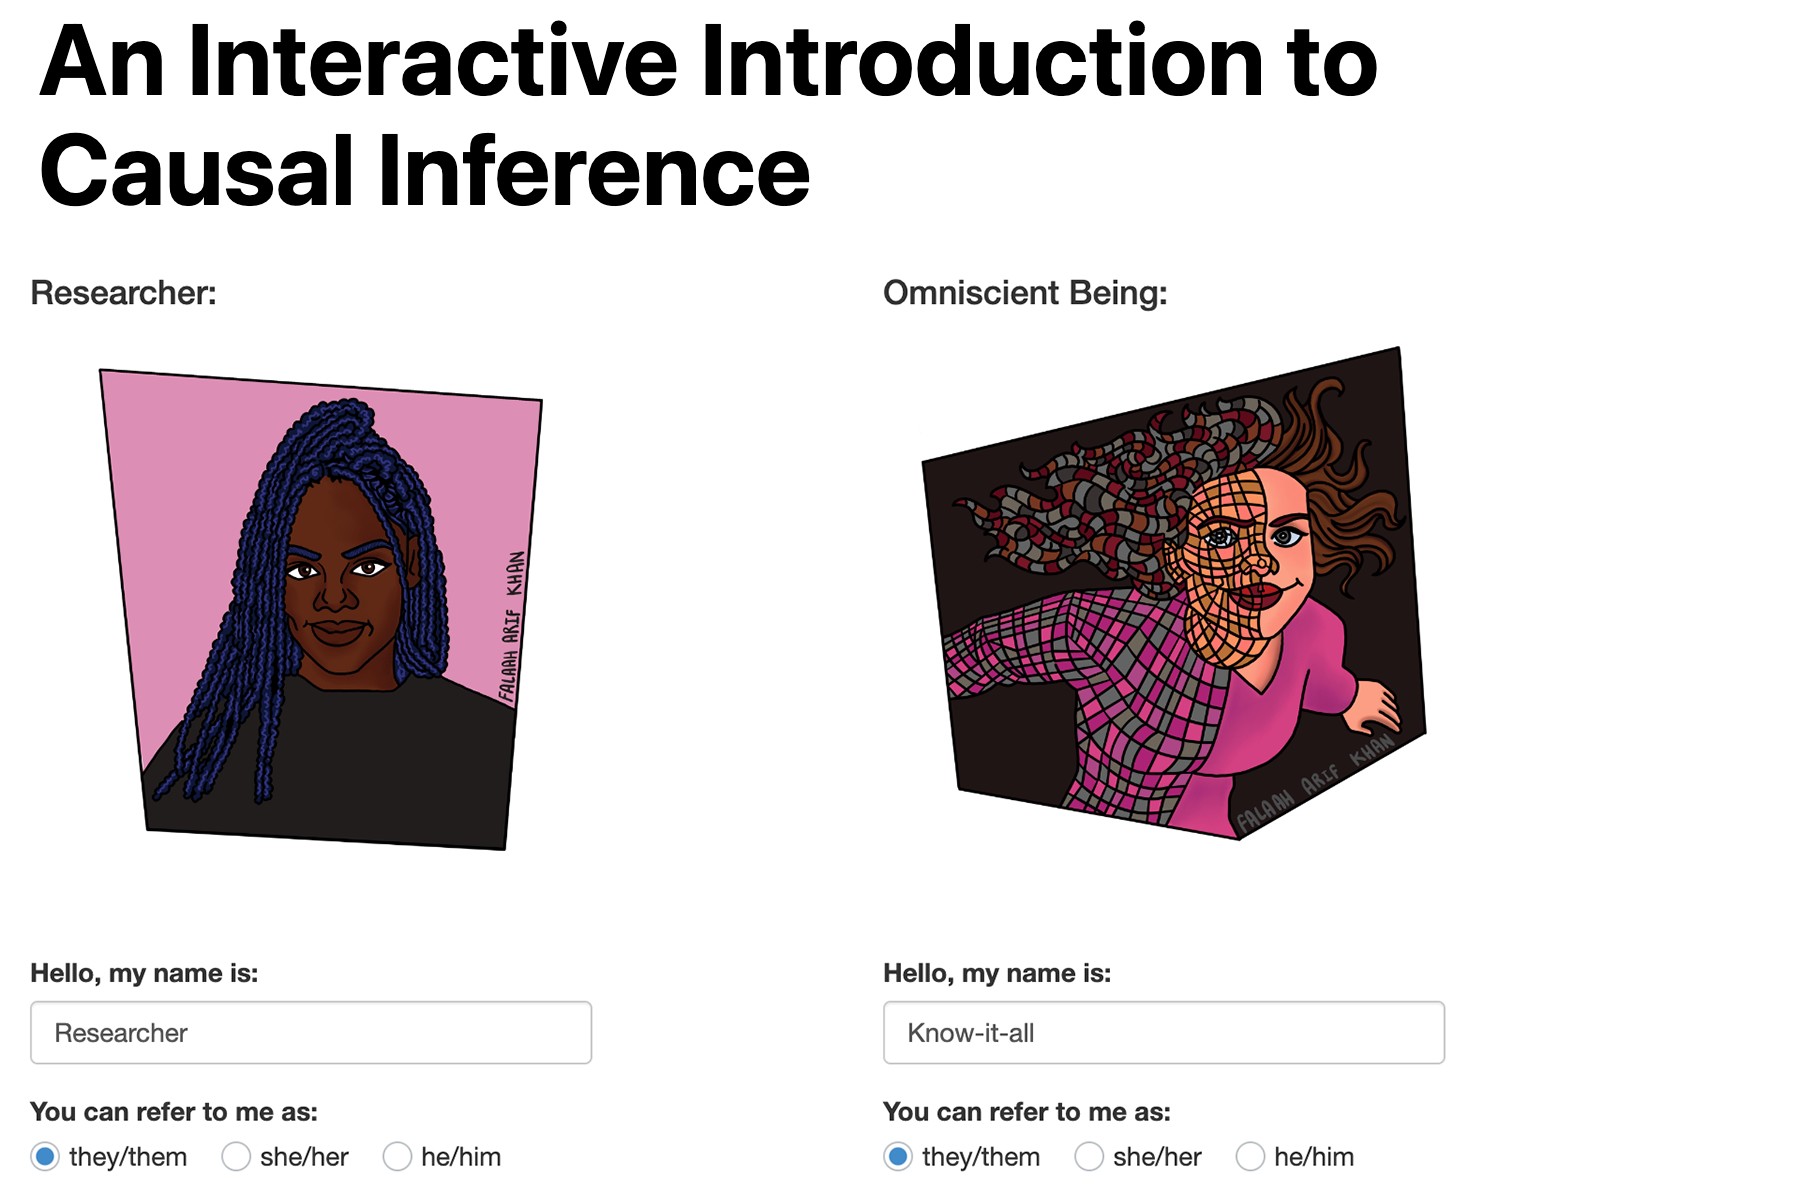 An Interactive Introduction to
Causal Inference
Researcher:
FALAAH ARIF KHAN
Hello, my name is:
Researcher
You can refer to me as:
they/them she/her he/him
Omniscient Being:
FALAAH ARIF KHAN
Hello, my name is:
Know-it-all
You can refer to me as:
they/them she/her he/him